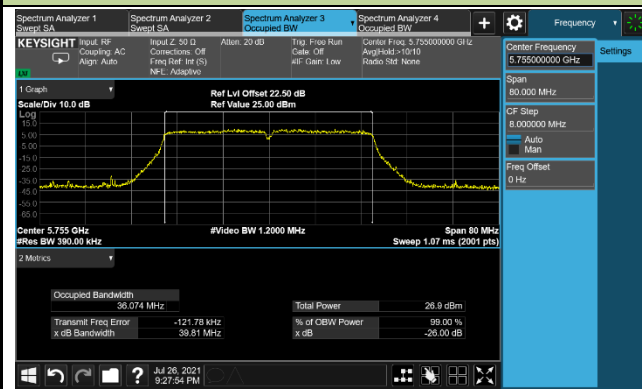 Spectrum Analyzer 1
Swept SA
Spectrum Analyzer 2
Swept SA
Spectrum Analyzer 3
Occupied BW
Spectrum Analyzer 4
Occupied BW
+
Frequency
KEYSIGHT
Input: RF
Coupling: AC
Align: Auto
Input Z: 50 Ω
Corrections: Off
Freq Ref: Int (S)
NFE: Adaptive
Atten: 20 dB
Trig: Free Run
Gate: Off
#IF Gain: Low
Center Freq: 5.755000000 GHz
Avg|Hold:>10/10
Radio Std: None
LXI
Center Frequency
5.755000000 GHz
Settings
Span
80.000 MHz
CF Step
8.000000 MHz
Auto
Man
Freq Offset
0 Hz
1 Graph
Scale/Div 10.0 dB
Ref Lvl Offset 22.50 dB
Ref Value 25.00 dBm
Log
15.0
5.00
-5.00
-15.0
-25.0
-35.0
-45.0
-55.0
-65.0
Center 5.755 GHz
#Res BW 390.00 kHz
#Video BW 1.2000 MHz
Span 80 MHz
Sweep 1.07 ms (2001 pts)
2 Metrics
Occupied Bandwidth
36.074 MHz
Total Power
26.9 dBm
Transmit Freq Error
-121.78 kHz
% of OBW Power
99.00 %
x dB Bandwidth
39.81 MHz
x dB
-26.00 dB
?
Jul 26, 2021
9:27:54 PM